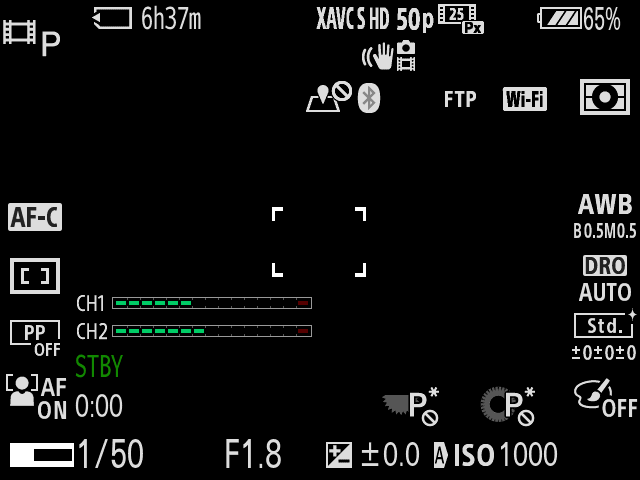 6h37m XAVC S HD 50p 25 Px 65%
P
FTP Wi-Fi
AF-C AWB
B0.5M0.5
DRO
AUTO
CH1
PP OFF CH2 Std.
STBY ±0±0±0
AF ON 0:00 P* P* OFF
1/50 F1.8 ±0.0 A ISO 1000